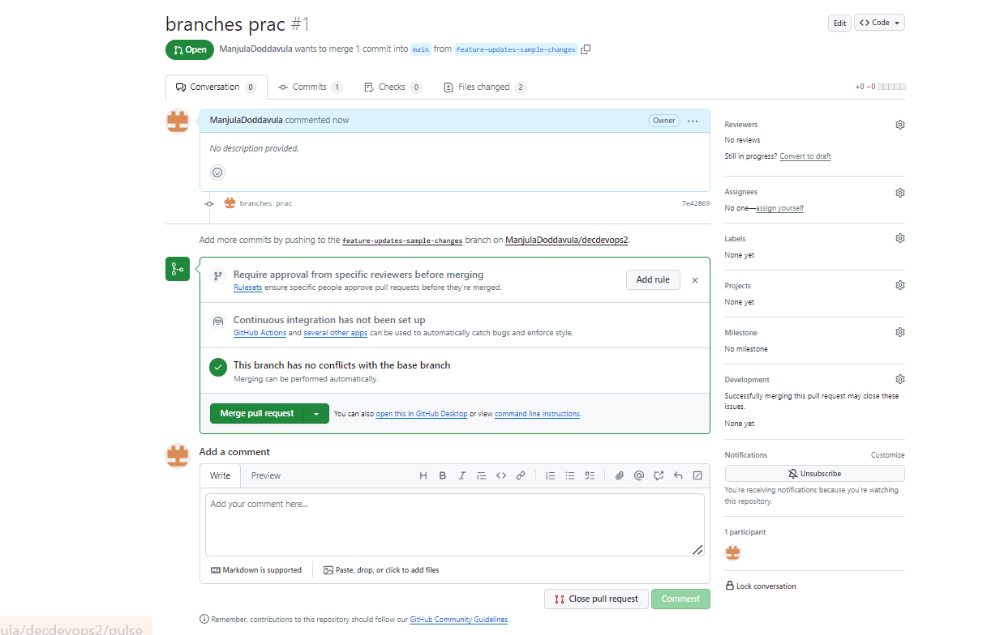 branches prac #1
Edit
Code
Open
ManjulaDoddavula wants to merge 1 commit into main from feature-updates-sample-changes
Conversation 0
Commits 1
Checks 0
Files changed 2
+0 −0
ManjulaDoddavula commented now
Owner
No description provided.
branches prac
7e42869
Add more commits by pushing to the feature-updates-sample-changes branch on ManjulaDoddavula/decdevops2.
Require approval from specific reviewers before merging
Rulesets ensure specific people approve pull requests before they're merged.
Add rule
Continuous integration has not been set up
GitHub Actions and several other apps can be used to automatically catch bugs and enforce style.
This branch has no conflicts with the base branch
Merging can be performed automatically.
Merge pull request
You can also open this in GitHub Desktop or view command line instructions.
Add a comment
Write
Preview
Add your comment here...
Markdown is supported
Paste, drop, or click to add files
Close pull request
Comment
Remember, contributions to this repository should follow our GitHub Community Guidelines.
Reviewers
No reviews
Still in progress? Convert to draft
Assignees
No one—assign yourself
Labels
None yet
Projects
None yet
Milestone
No milestone
Development
Successfully merging this pull request may close these
issues.
None yet
Notifications
Customize
Unsubscribe
You're receiving notifications because you're watching
this repository.
1 participant
Lock conversation
ula/decdevops2/pulse